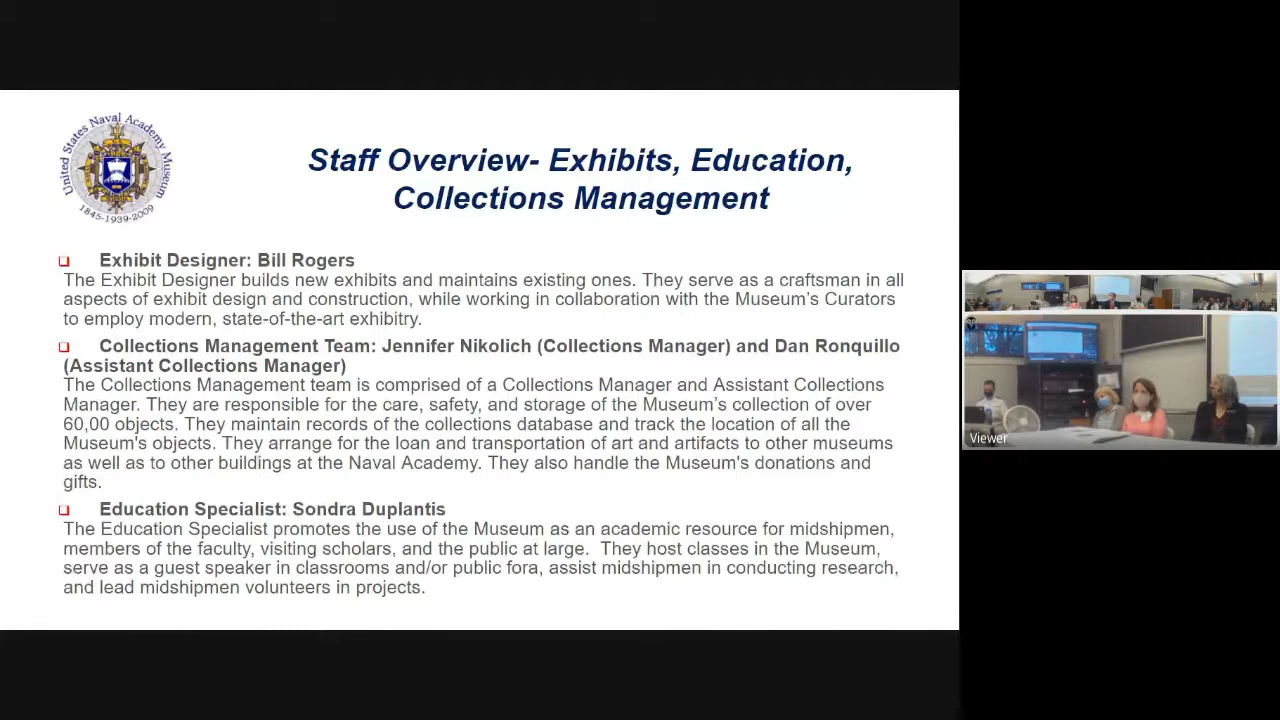 United States Naval Academy Museum
1845-1939-2009
Staff Overview- Exhibits, Education,
Collections Management
Exhibit Designer: Bill Rogers
The Exhibit Designer builds new exhibits and maintains existing ones. They serve as a craftsman in all
aspects of exhibit design and construction, while working in collaboration with the Museum's Curators
to employ modern, state-of-the-art exhibitry.
Collections Management Team: Jennifer Nikolich (Collections Manager) and Dan Ronquillo
(Assistant Collections Manager)
The Collections Management team is comprised of a Collections Manager and Assistant Collections
Manager. They are responsible for the care, safety, and storage of the Museum's collection of over
60,00 objects. They maintain records of the collections database and track the location of all the
Museum's objects. They arrange for the loan and transportation of art and artifacts to other museums
as well as to other buildings at the Naval Academy. They also handle the Museum's donations and
gifts.
Education Specialist: Sondra Duplantis
The Education Specialist promotes the use of the Museum as an academic resource for midshipmen,
members of the faculty, visiting scholars, and the public at large.  They host classes in the Museum,
serve as a guest speaker in classrooms and/or public fora, assist midshipmen in conducting research,
and lead midshipmen volunteers in projects.
Viewer